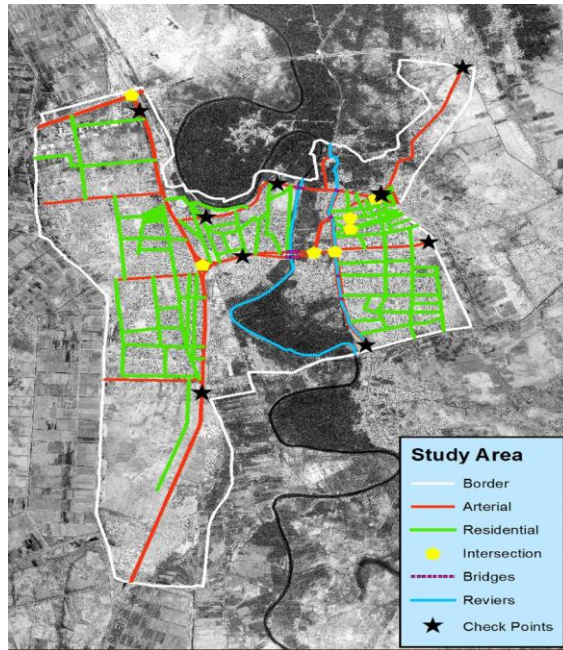 Study Area
Border
Arterial
Residential
Intersection
Bridges
Reviers
Check Points